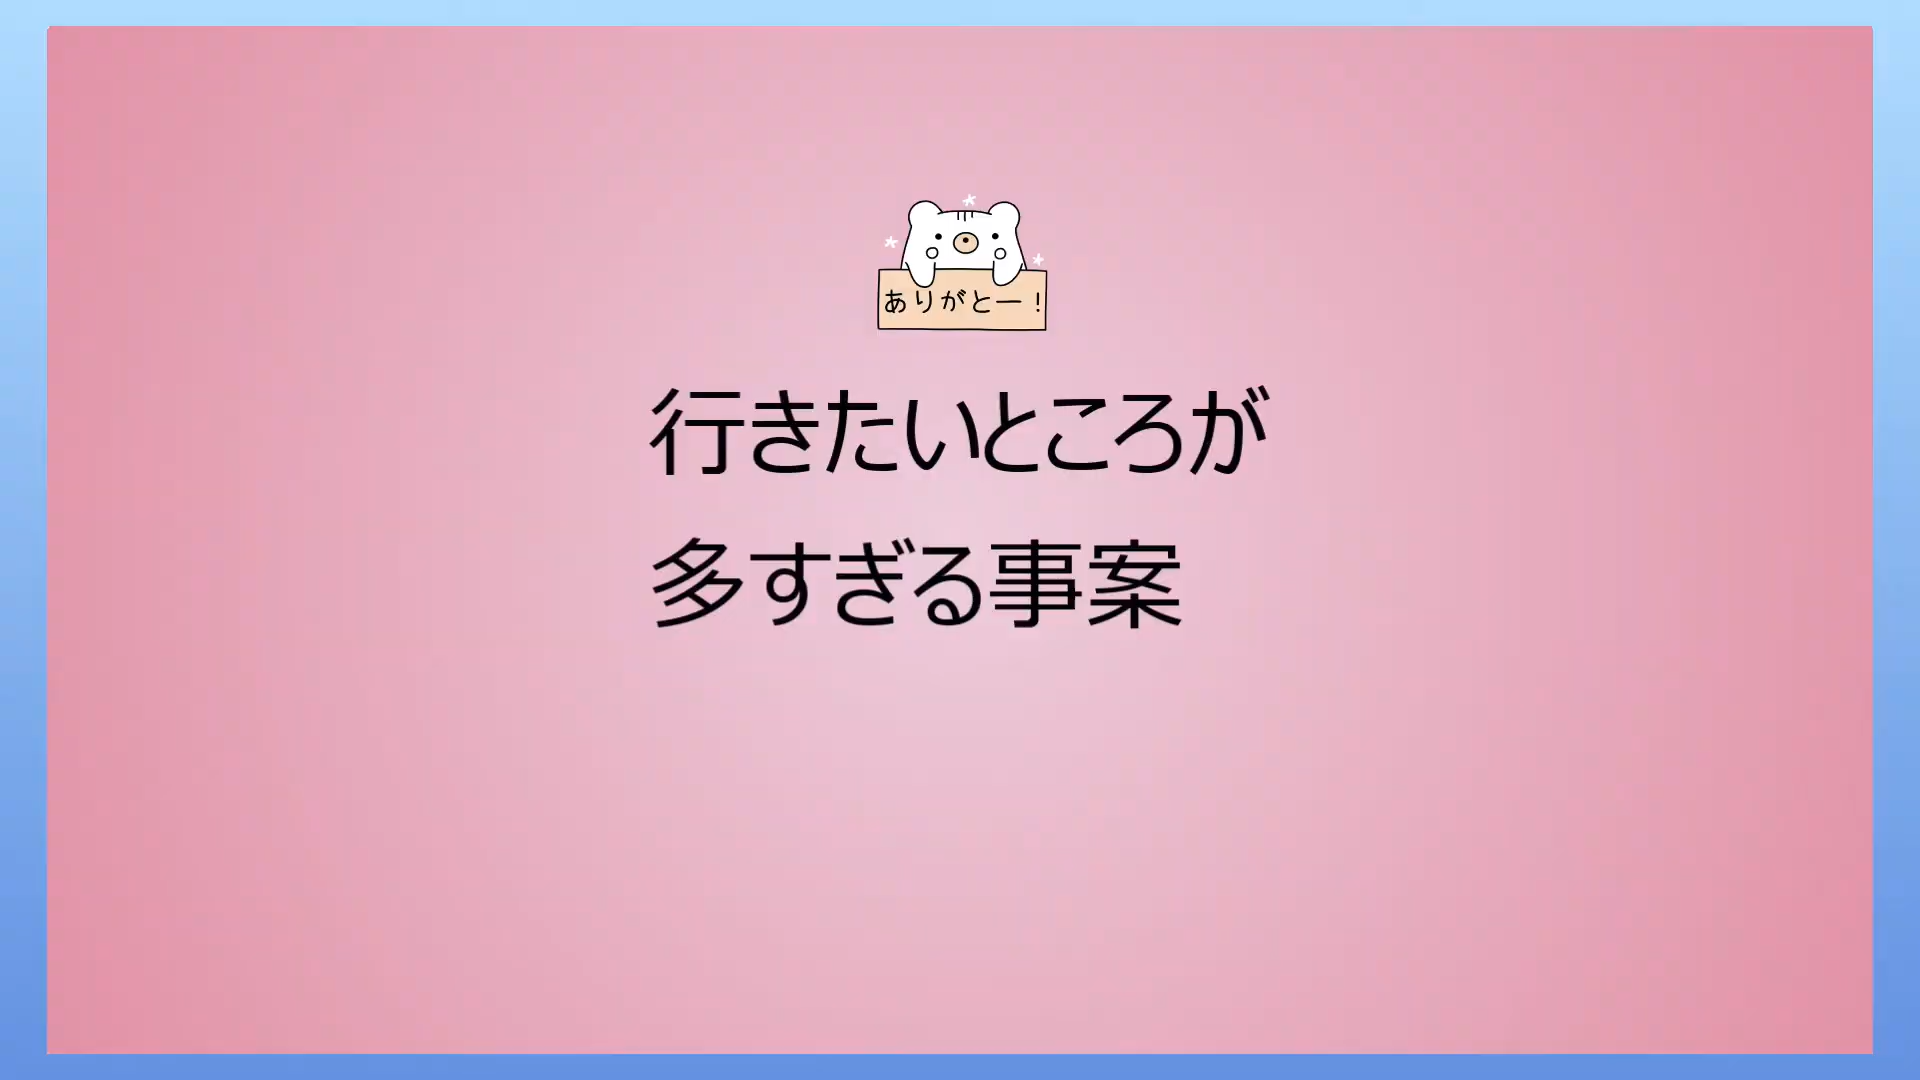 ありがとー！
行きたいところが
多すぎる事案